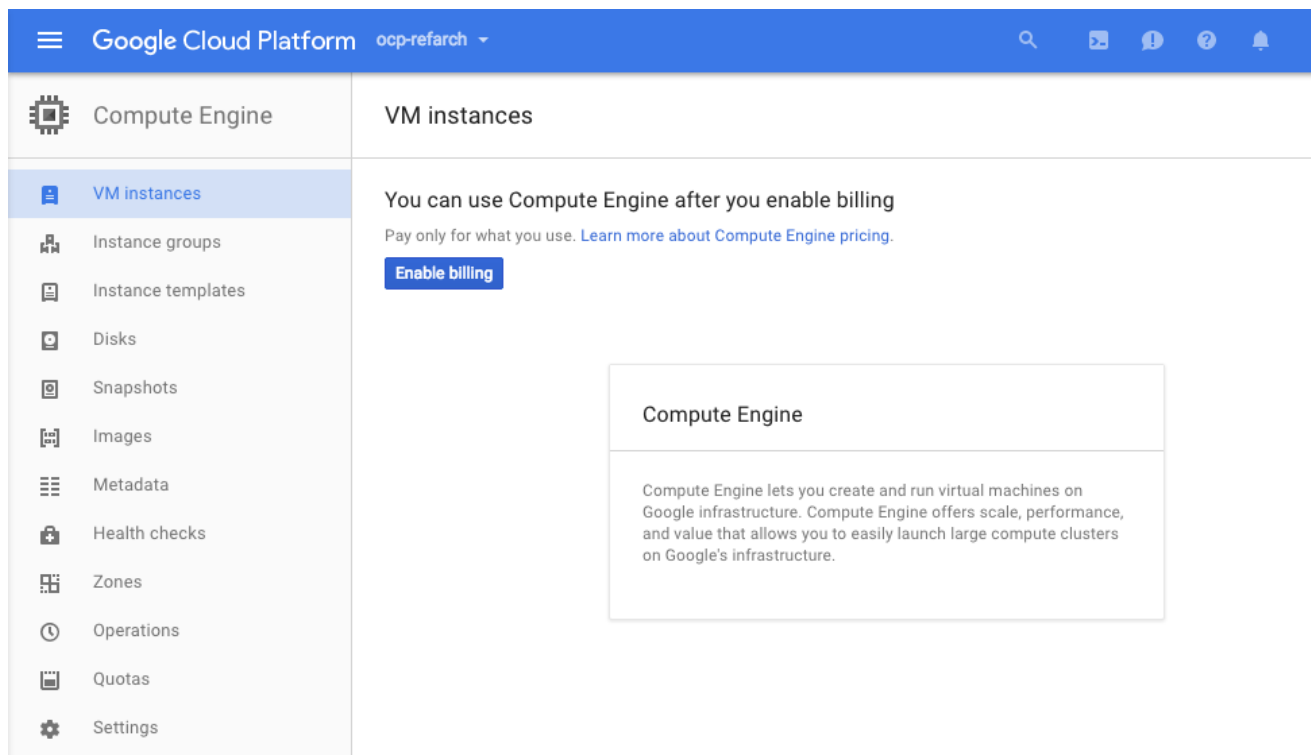 Google Cloud Platform ocp-refarch
Compute Engine
VM instances
VM instances
Instance groups
Instance templates
Disks
Snapshots
Images
Metadata
Health checks
Zones
Operations
Quotas
Settings
You can use Compute Engine after you enable billing
Pay only for what you use. Learn more about Compute Engine pricing.
Enable billing
Compute Engine
Compute Engine lets you create and run virtual machines on
Google infrastructure. Compute Engine offers scale, performance,
and value that allows you to easily launch large compute clusters
on Google's infrastructure.